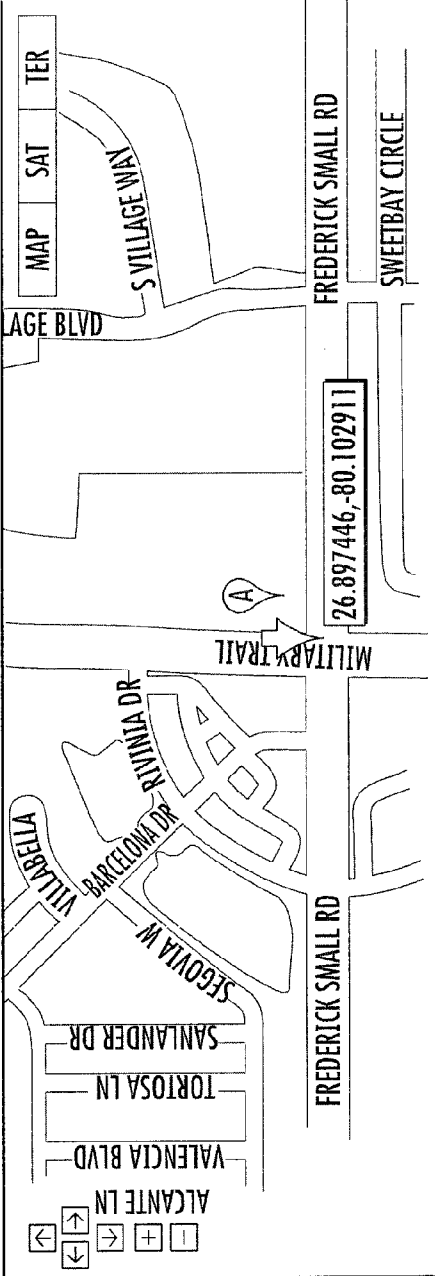 MAP SAT TER
LAGE BLVD
S VILLAGE WAY
FREDERICK SMALL RD
SWEETBAY CIRCLE
26.897446,-80.102911
A
MILITARY TRAIL
RIVINIA DR
BARCELONA DR
VILLABELLA
SEGOVIA W
SANLANDER DR
TORTOSA LN
VALENCIA BLVD
ALCANTE LN
FREDERICK SMALL RD
+
-